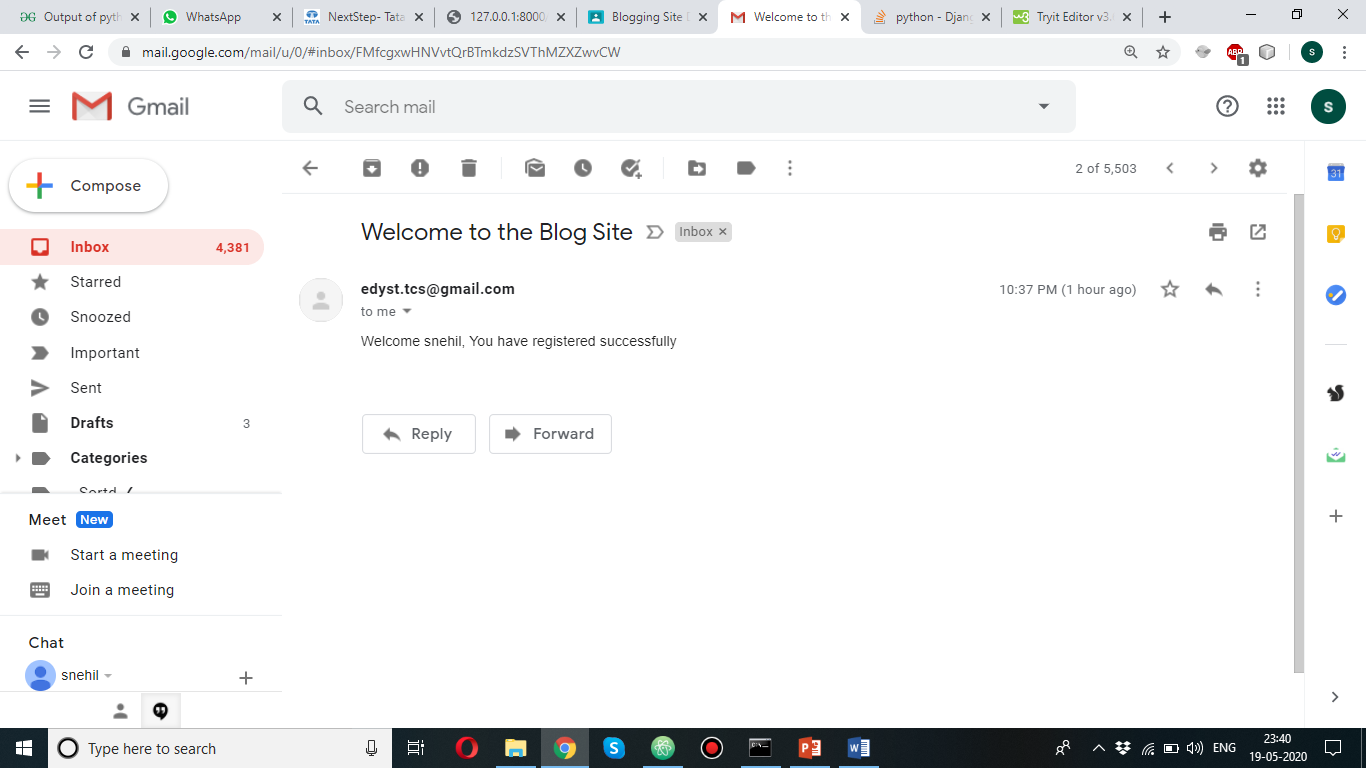 Output of pyth
WhatsApp
NextStep- Tata
127.0.0.1:8000
Blogging Site D
Welcome to th
python - Djang
Tryit Editor v3.
mail.google.com/mail/u/0/#inbox/FMfcgxwHNVvtQrBTmkdzSVThMZXZwvCW
ABP
1
S
Gmail
Search mail
S
Compose
2 of 5,503
31
Inbox 4,381
Starred
Snoozed
Important
Sent
Drafts 3
Categories
Sortd
Meet New
Start a meeting
Join a meeting
Chat
snehil
Welcome to the Blog Site
Inbox
edyst.tcs@gmail.com
10:37 PM (1 hour ago)
to me
Welcome snehil, You have registered successfully
Reply
Forward
Type here to search
ENG
23:40
19-05-2020